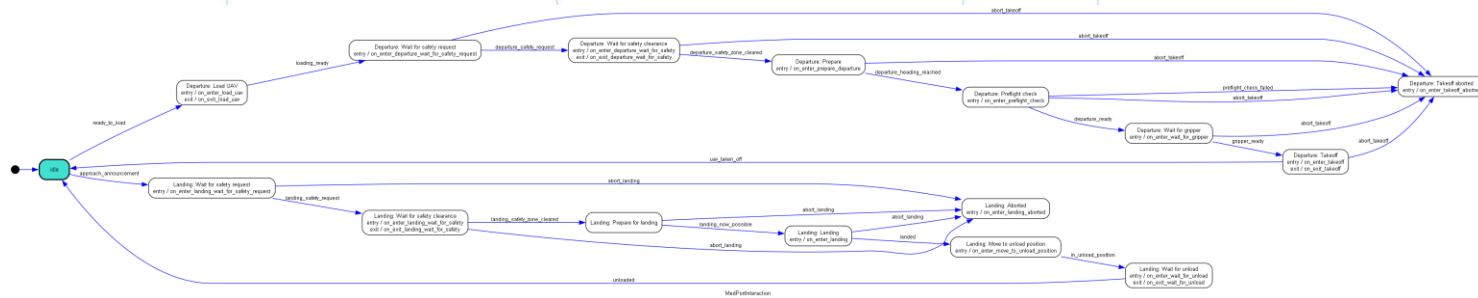 abort_takeoff
Departure: Wait for safety request
entry / on_enter_departure_wait_for_safety_request
departure_safety_request
Departure: Wait for safety clearance
entry / on_enter_departure_wait_for_safety
exit / on_exit_departure_wait_for_safety
abort_takeoff
departure_safety_zone_cleared
Departure: Prepare
entry / on_enter_prepare_departure
abort_takeoff
loading_ready
departure_heading_reached
Departure: Takeoff aborted
entry / on_enter_takeoff_aborted
Departure: Load UAV
entry / on_enter_load_uav
exit / on_exit_load_uav
Departure: Preflight check
entry / on_enter_preflight_check
preflight_check_failed
abort_takeoff
ready_to_load
departure_ready
Departure: Wait for gripper
entry / on_enter_wait_for_gripper
abort_takeoff
gripper_ready
abort_takeoff
Departure: Takeoff
entry / on_enter_takeoff
exit / on_exit_takeoff
uav_taken_off
idle
approach_announcement
Landing: Wait for safety request
entry / on_enter_landing_wait_for_safety_request
abort_landing
landing_safety_request
Landing: Wait for safety clearance
entry / on_enter_landing_wait_for_safety
exit / on_exit_landing_wait_for_safety
landing_safety_zone_cleared
Landing: Prepare for landing
abort_landing
Landing: Aborted
entry / on_enter_landing_aborted
landing_now_possible
abort_landing
Landing: Landing
entry / on_enter_landing
landed
abort_landing
Landing: Move to unload position
entry / on_enter_move_to_unload_position
in_unload_position
Landing: Wait for unload
entry / on_enter_wait_for_unload
exit / on_exit_wait_for_unload
unloaded
MedPortInteraction